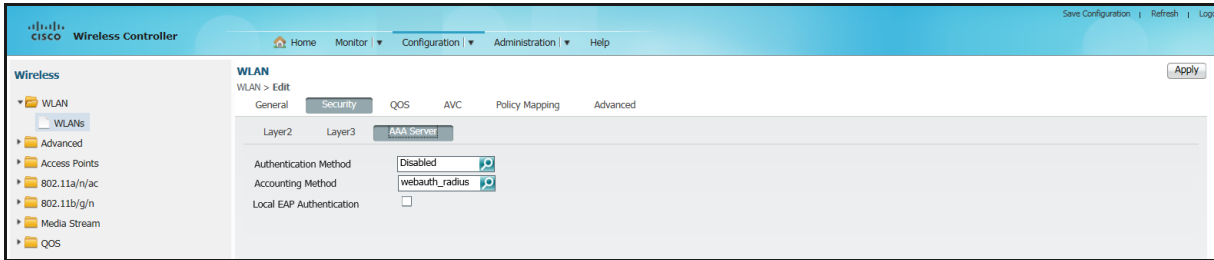 Save Configuration | Refresh | Logo
CISCO Wireless Controller
Home Monitor Configuration Administration Help
Wireless
WLAN
WLANs
Advanced
Access Points
802.11a/n/ac
802.11b/g/n
Media Stream
QOS
WLAN
Apply
WLAN > Edit
General Security QOS AVC Policy Mapping Advanced
Layer2 Layer3 AAA Server
Authentication Method Disabled
Accounting Method webauth_radius
Local EAP Authentication